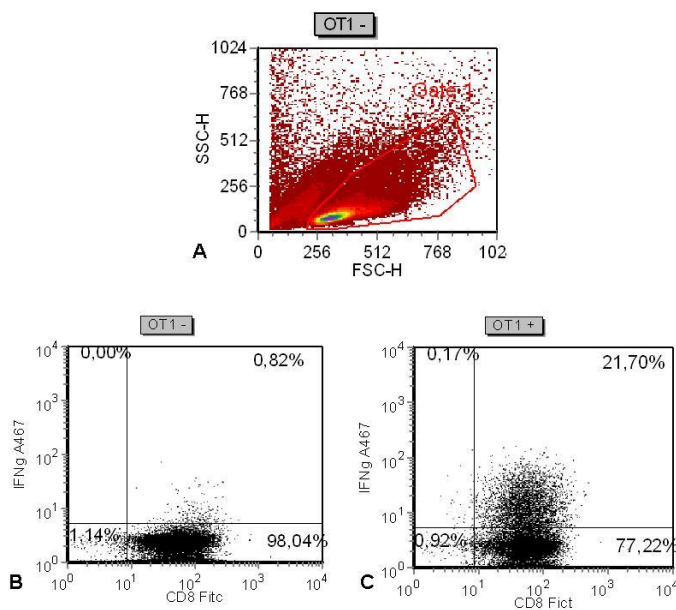 OT1 -
1024
768
512
256
0
SSC-H
Gate 1
0 256 512 768 102
FSC-H
A
OT1 -
10^4
10^3
10^2
10^1
10^0
IFNg A467
0,00%
0,82%
1,14%
98,04%
10^0 10^1 10^2 10^3 10^4
CD8 Fitc
B
OT1 +
10^4
10^3
10^2
10^1
10^0
IFNg A467
0,17%
21,70%
0,92%
77,22%
10^0 10^1 10^2 10^3 10^4
CD8 Fict
C